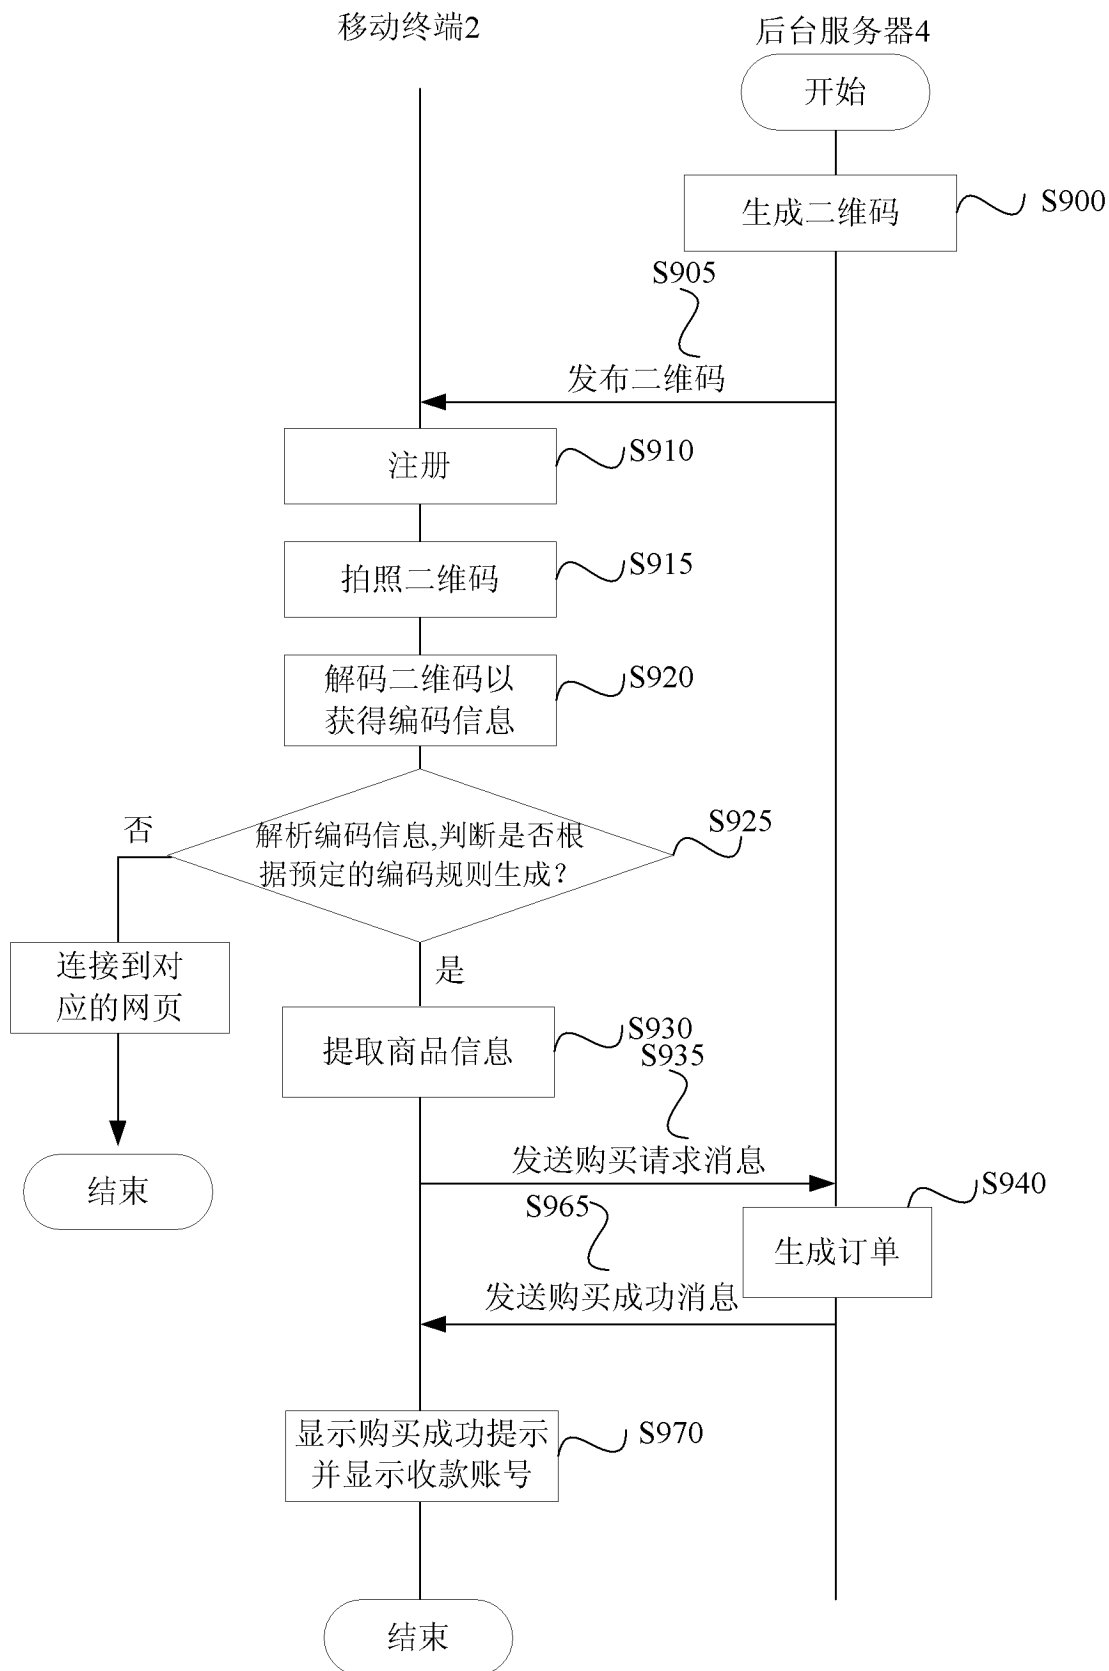 移动终端2
后台服务器4
开始
生成二维码
S900
S905
发布二维码
注册
S910
拍照二维码
S915
解码二维码以
获得编码信息
S920
解析编码信息,判断是否根
据预定的编码规则生成？
S925
否
连接到对
应的网页
结束
是
提取商品信息
S930
S935
发送购买请求消息
S940
生成订单
S965
发送购买成功消息
显示购买成功提示
并显示收款账号
S970
结束